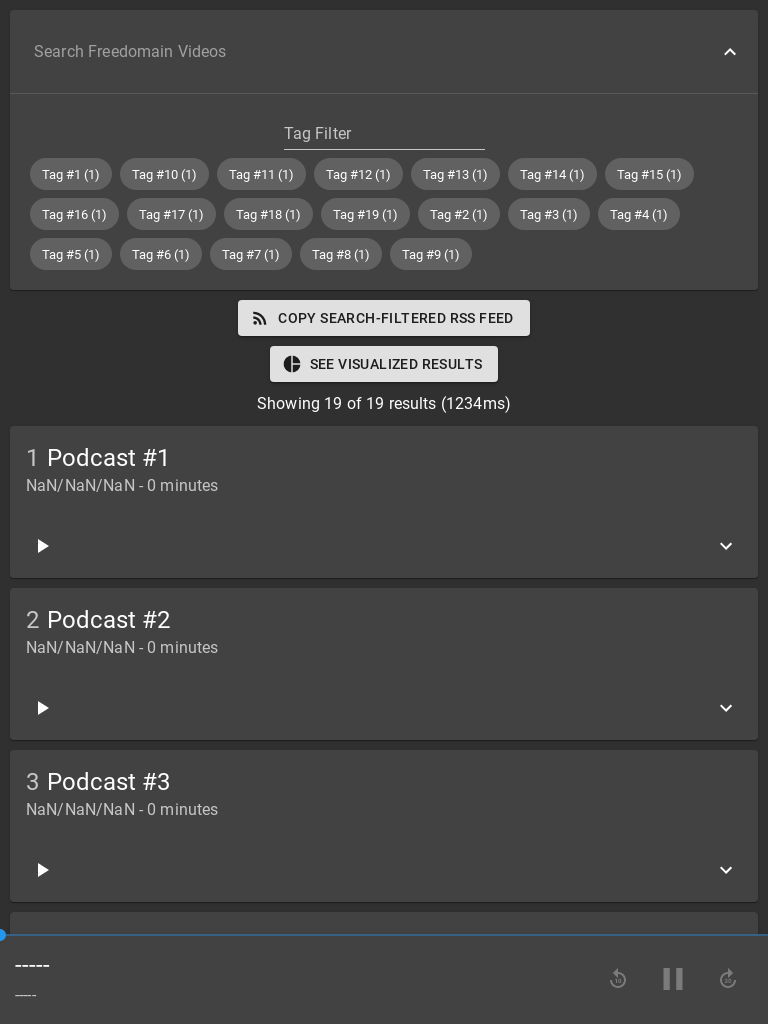 Search Freedomain Videos
Tag Filter
Tag #1 (1) Tag #10 (1) Tag #11 (1) Tag #12 (1) Tag #13 (1) Tag #14 (1) Tag #15 (1)
Tag #16 (1) Tag #17 (1) Tag #18 (1) Tag #19 (1) Tag #2 (1) Tag #3 (1) Tag #4 (1)
Tag #5 (1) Tag #6 (1) Tag #7 (1) Tag #8 (1) Tag #9 (1)
COPY SEARCH-FILTERED RSS FEED
SEE VISUALIZED RESULTS
Showing 19 of 19 results (1234ms)
1 Podcast #1
NaN/NaN/NaN - 0 minutes
2 Podcast #2
NaN/NaN/NaN - 0 minutes
3 Podcast #3
NaN/NaN/NaN - 0 minutes
-----
-----
10 30